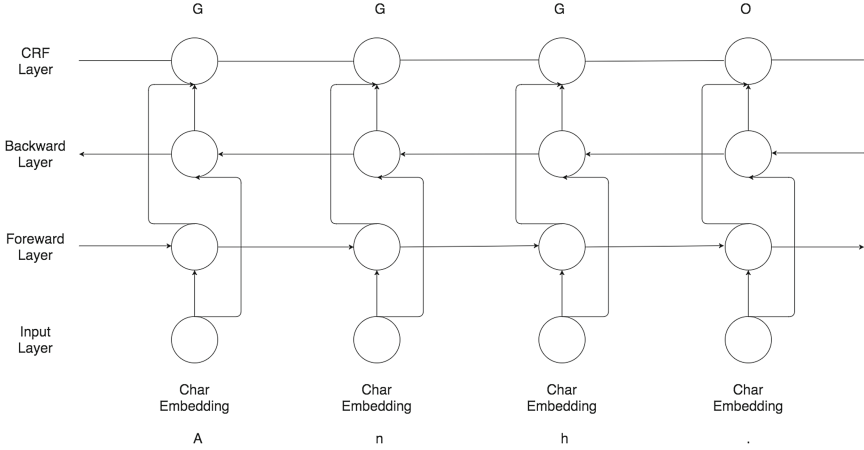 G G G O
CRF
Layer
Backward
Layer
Foreward
Layer
Input
Layer
Char Char Char Char
Embedding Embedding Embedding Embedding
A n h .